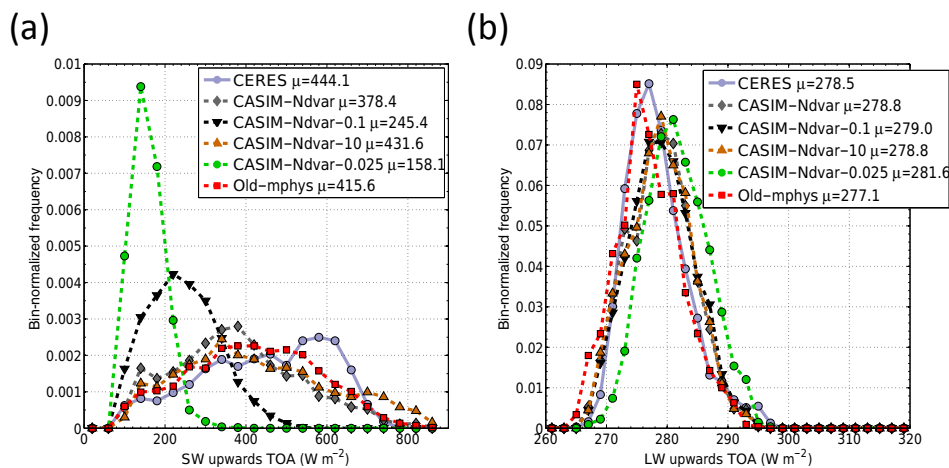 (a)
0.01
0.009
0.008
0.007
0.006
0.005
0.004
0.003
0.002
0.001
0
Bin-normalized frequency
CERES μ=444.1
CASIM−Ndvar μ=378.4
CASIM−Ndvar-0.1 μ=245.4
CASIM−Ndvar-10 μ=431.6
CASIM−Ndvar-0.025 μ=158.1
Old−mphys μ=415.6
200 400 600 800
SW upwards TOA (W m⁻²)
(b)
0.09
0.08
0.07
0.06
0.05
0.04
0.03
0.02
0.01
0
Bin-normalized frequency
CERES μ=278.5
CASIM−Ndvar μ=278.8
CASIM−Ndvar-0.1 μ=279.0
CASIM−Ndvar-10 μ=278.8
CASIM−Ndvar-0.025 μ=281.6
Old−mphys μ=277.1
261 270 280 290 300 310 319
LW upwards TOA (W m⁻²)